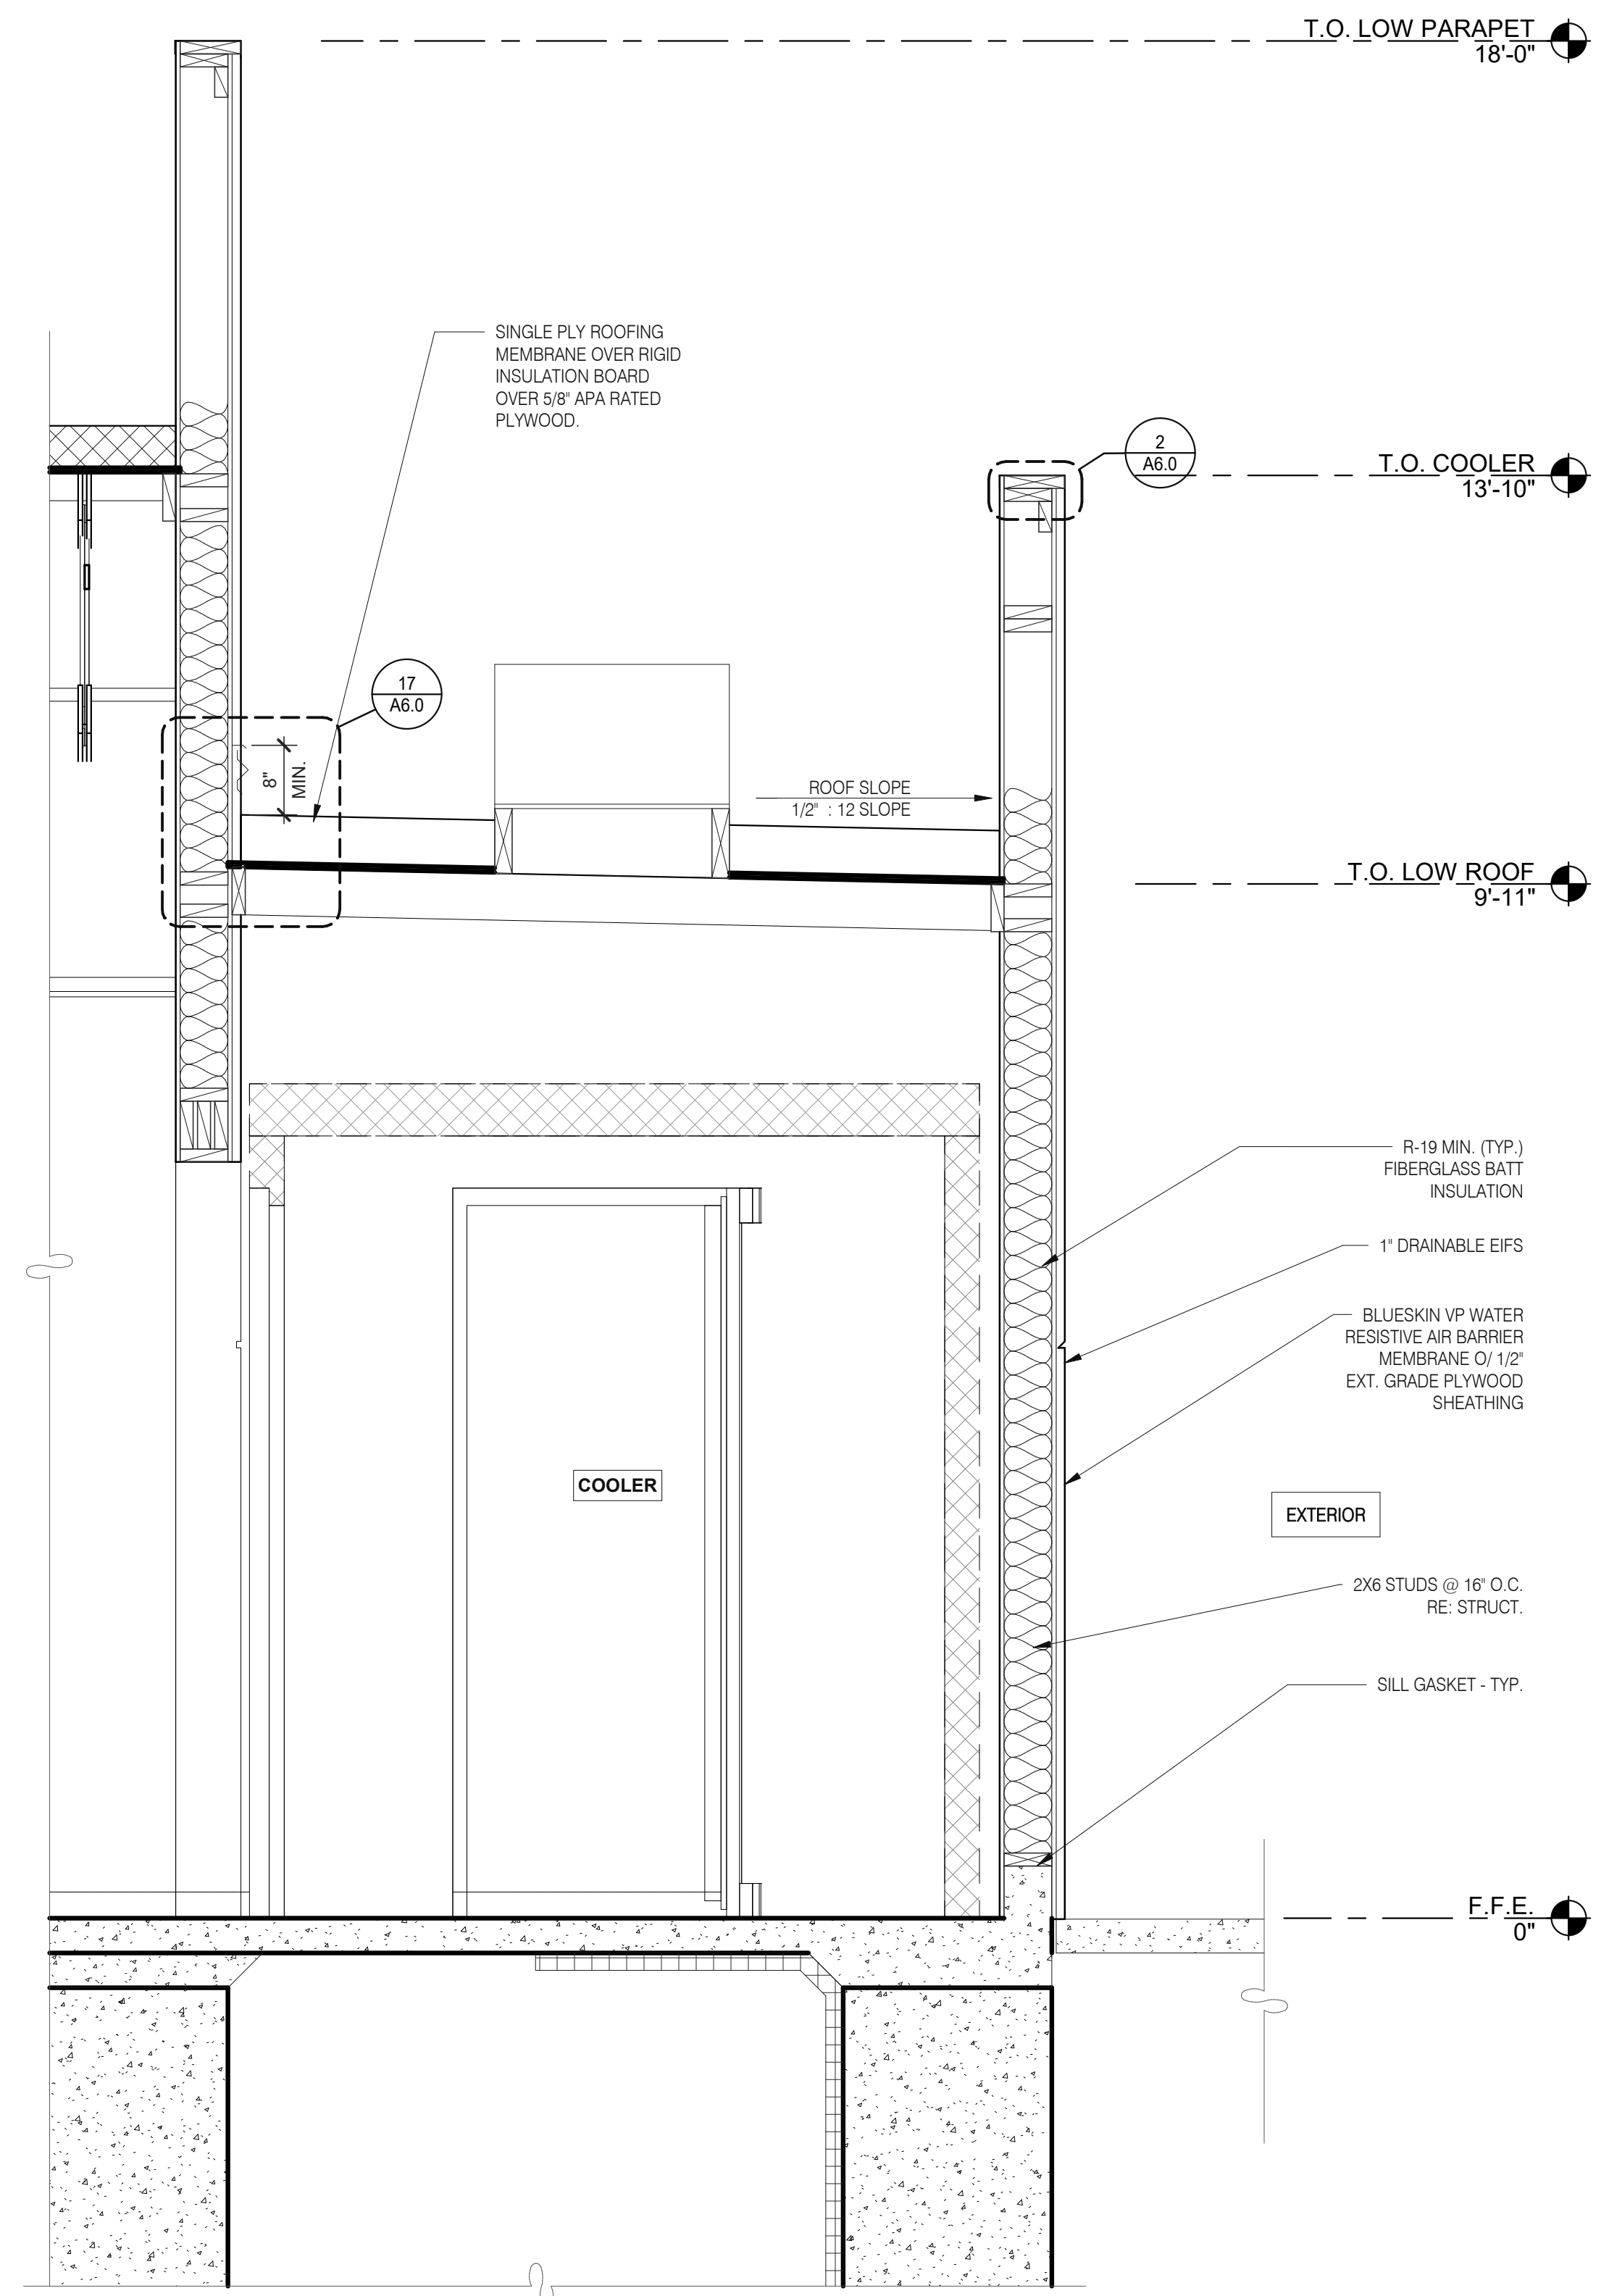 T.O. LOW PARAPET
18'-0"
SINGLE PLY ROOFING
MEMBRANE OVER RIGID
INSULATION BOARD
OVER 5/8" APA RATED
PLYWOOD.
2
A6.0
T.O. COOLER
13'-10"
17
A6.0
8"
MIN.
ROOF SLOPE
1/2" : 12 SLOPE
T.O. LOW ROOF
9'-11"
R-19 MIN. (TYP.)
FIBERGLASS BATT
INSULATION
1" DRAINABLE EIFS
BLUESKIN VP WATER
RESISTIVE AIR BARRIER
MEMBRANE O/ 1/2"
EXT. GRADE PLYWOOD
SHEATHING
COOLER
EXTERIOR
2X6 STUDS @ 16" O.C.
RE: STRUCT.
SILL GASKET - TYP.
F.F.E.
0"